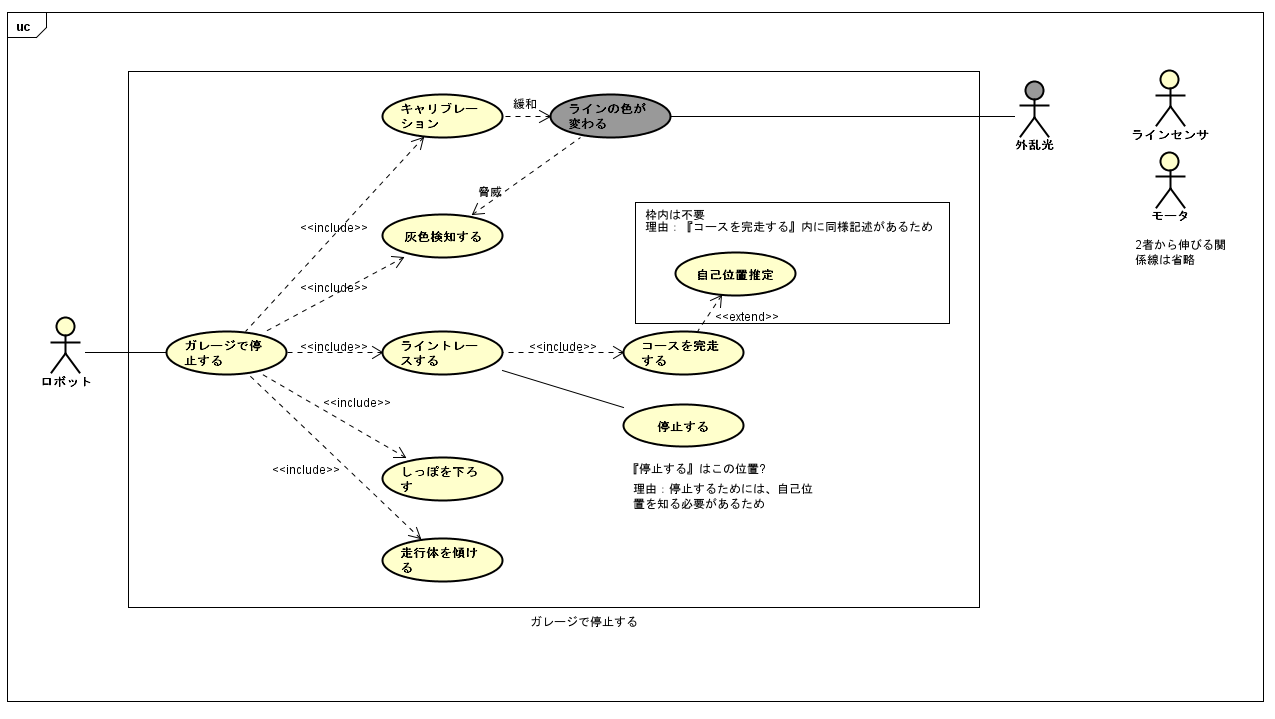 uc
キャリブレー
ション
緩和
ラインの色が
変わる
外乱光
ラインセンサ
モータ
2者から伸びる関
係線は省略
脅威
<<include>>
灰色検知する
枠内は不要
理由：『コースを完走する』内に同様記述があるため
自己位置推定
<<extend>>
<<include>>
ロボット
ガレージで停
止する
<<include>>
ライントレー
スする
<<include>>
コースを完走
する
<<include>>
停止する
<<include>>
しっぽを下ろ
す
『停止する』はこの位置?
理由：停止するためには、自己位
置を知る必要があるため
走行体を傾け
る
ガレージで停止する